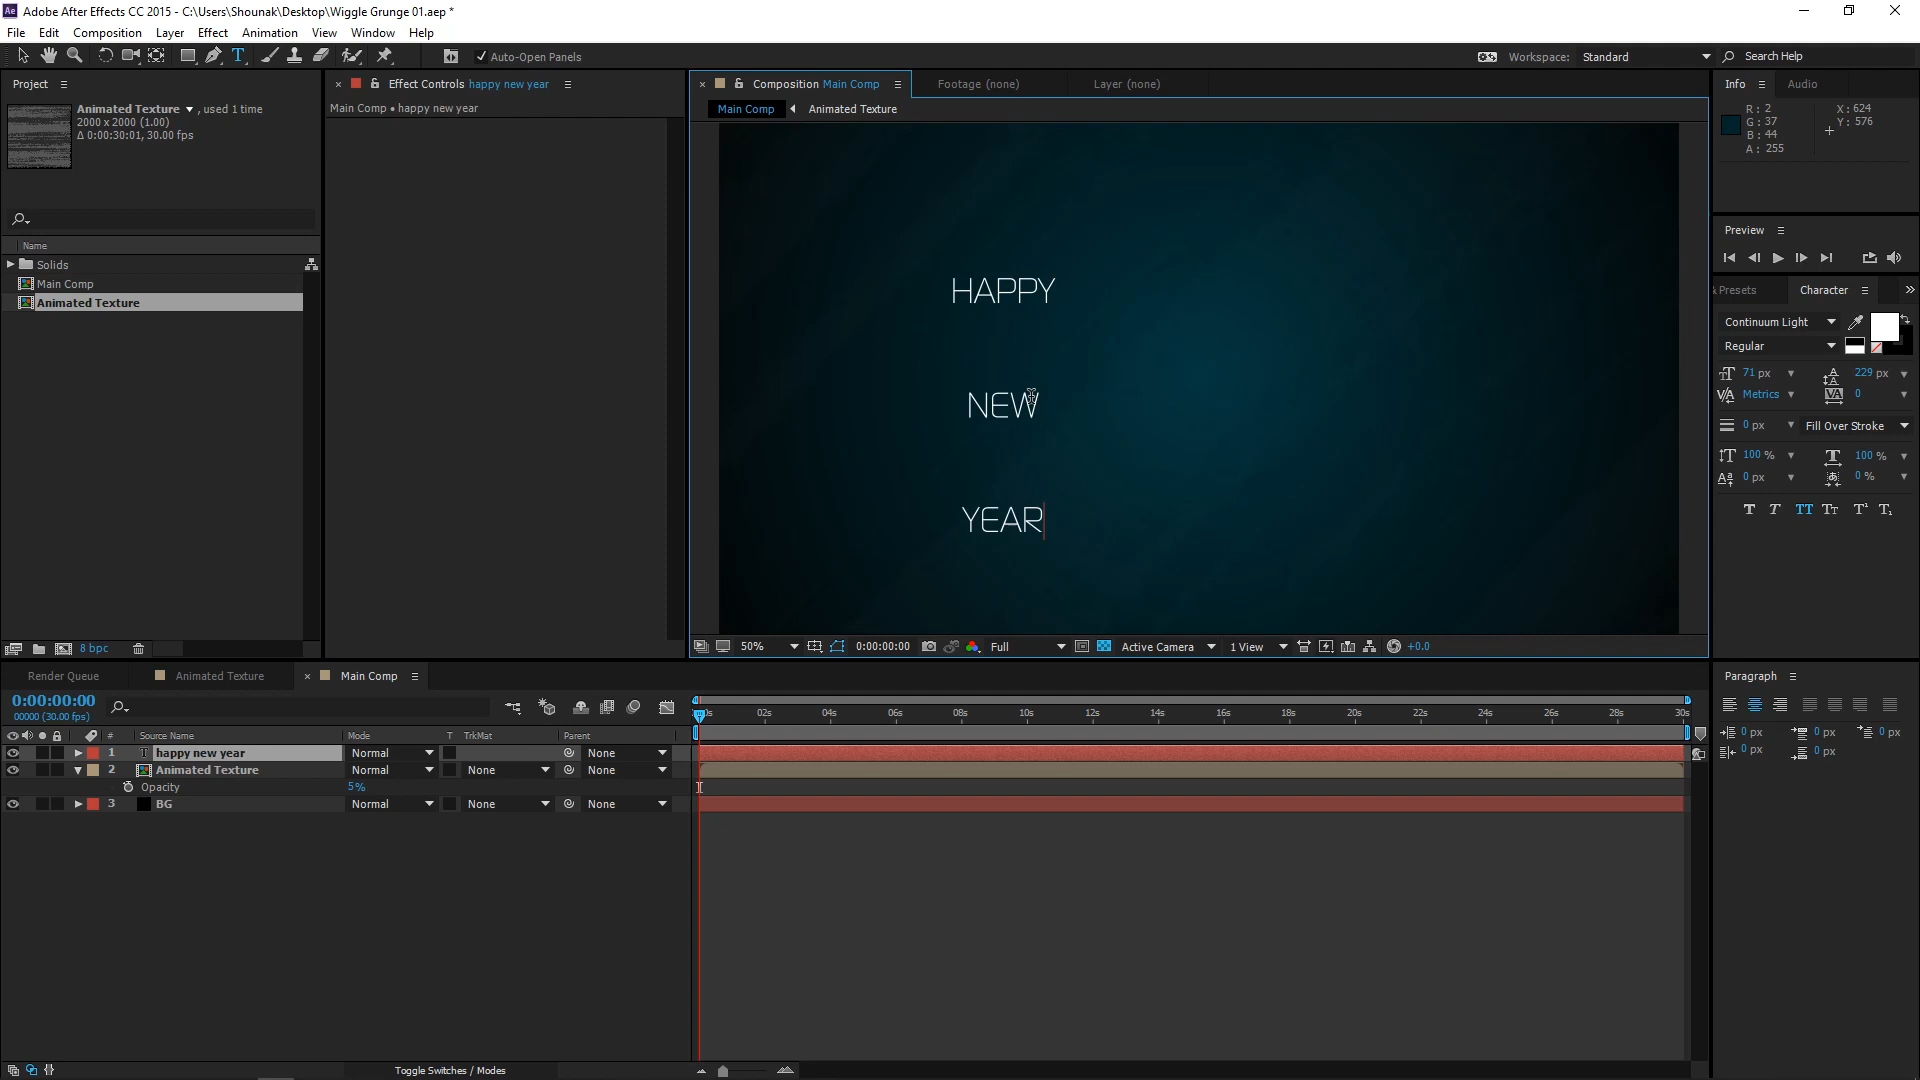 Adobe After Effects CC 2015 - C:\Users\Shounak\Desktop\Wiggle Grunge 01.aep *
File Edit Composition Layer Effect Animation View Window Help
Auto-Open Panels
Workspace: Standard
Search Help
Project
Animated Texture , used 1 time
2000 x 2000 (1.00)
Δ 0:00:30:01, 30.00 fps
Name
Solids
Main Comp
Animated Texture
8 bpc
Effect Controls happy new year
Main Comp • happy new year
Composition Main Comp
Footage (none)
Layer (none)
Main Comp Animated Texture
HAPPY
NEW
YEAR
50% 0:00:00:00 Full Active Camera 1 View +0.0
Info Audio
R: 2 X: 624
G: 37 Y: 576
B: 44
A: 255
Preview
& Presets Character
Continuum Light
Regular
71 px 229 px
Metrics 0
0 px Fill Over Stroke
100 % 100 %
0 px 0 %
Paragraph
0 px 0 px 0 px
0 px 0 px
Render Queue Animated Texture Main Comp
0:00:00:00
00000 (30.00 fps)
02s 04s 06s 08s 10s 12s 14s 16s 18s 20s 22s 24s 26s 28s 30s
# Source Name Mode T TrkMat Parent
1 T happy new year Normal None
2 Animated Texture Normal None None
Opacity 5%
3 BG Normal None None
Toggle Switches / Modes